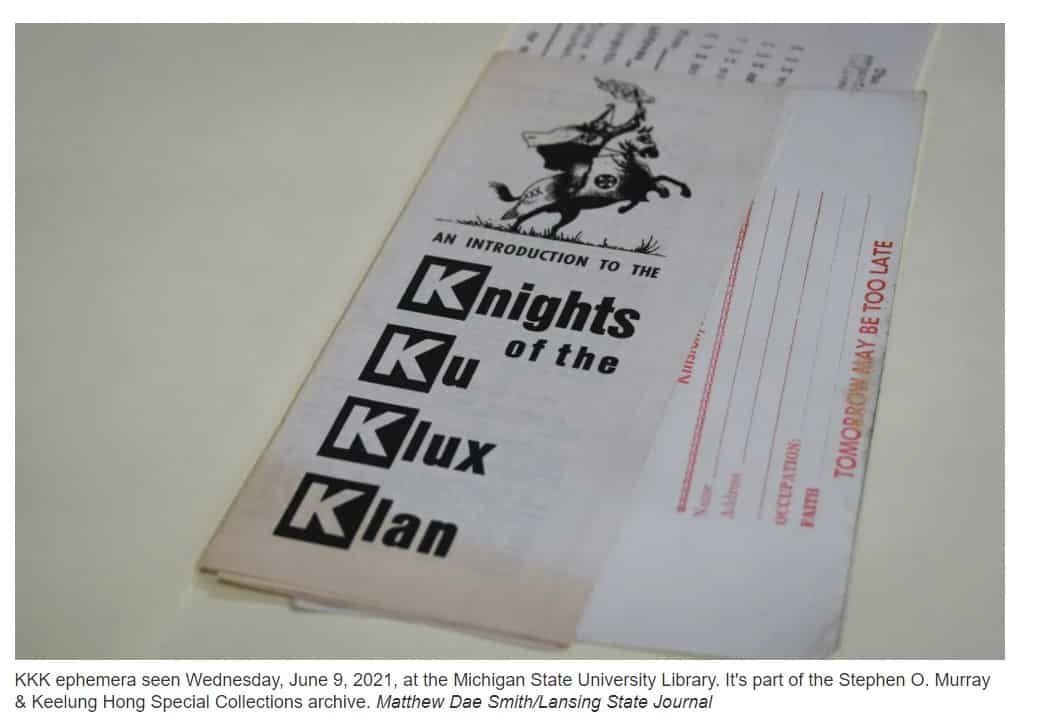 XXX
AN INTRODUCTION TO THE
Knights
of the
Ku
Klux
Klan
Name
Address
OCCUPATION:
FAITH
TOMORROW MAY BE TOO LATE
KKK ephemera seen Wednesday, June 9, 2021, at the Michigan State University Library. It's part of the Stephen O. Murray
& Keelung Hong Special Collections archive. Matthew Dae Smith/Lansing State Journal